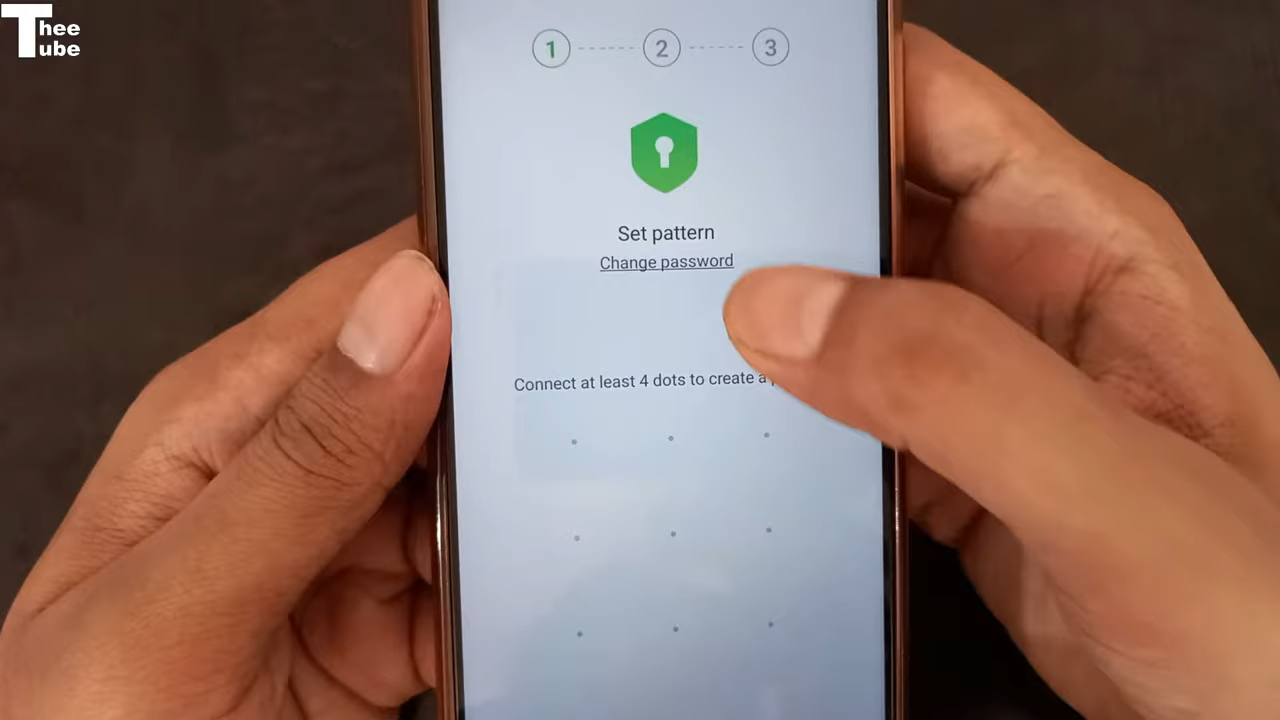 Thee
Tube
1
2
3
Set pattern
Change password
Connect at least 4 dots to create a